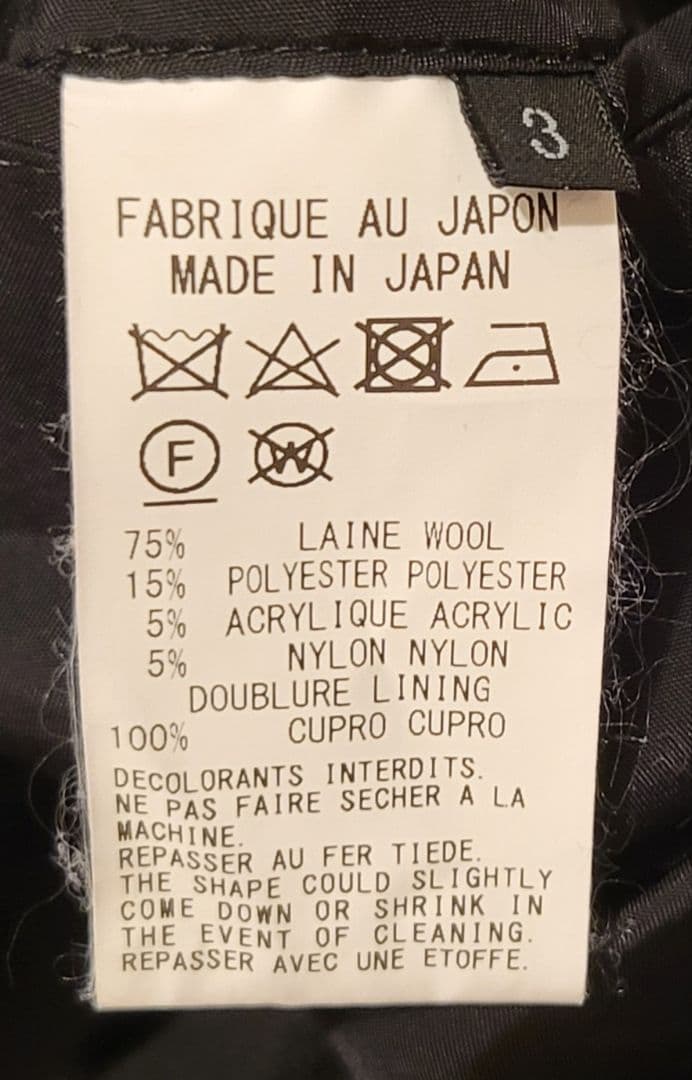 3
FABRIQUE AU JAPON
MADE IN JAPAN
F W
75% LAINE WOOL
15% POLYESTER POLYESTER
5% ACRYLIQUE ACRYLIC
5% NYLON NYLON
DOUBLURE LINING
100% CUPRO CUPRO
DECOLORANTS INTERDITS.
NE PAS FAIRE SECHER A LA
MACHINE.
REPASSER AU FER TIEDE.
THE SHAPE COULD SLIGHTLY
COME DOWN OR SHRINK IN
THE EVENT OF CLEANING.
REPASSER AVEC UNE ETOFFE.